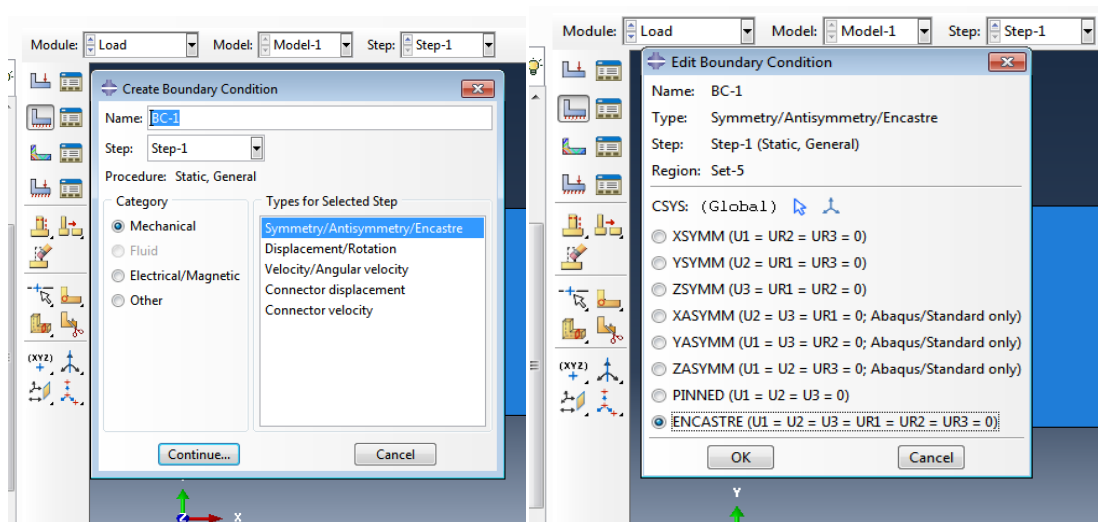 Module: Load Model: Model-1 Step: Step-1
Create Boundary Condition
Name: BC-1
Step: Step-1
Procedure: Static, General
Category
Mechanical
Fluid
Electrical/Magnetic
Other
Types for Selected Step
Symmetry/Antisymmetry/Encastre
Displacement/Rotation
Velocity/Angular velocity
Connector displacement
Connector velocity
Continue... Cancel
(XYZ)
Z X
Module: Load Model: Model-1 Step: Step-1
Edit Boundary Condition
Name: BC-1
Type: Symmetry/Antisymmetry/Encastre
Step: Step-1 (Static, General)
Region: Set-5
CSYS: (Global)
XSYMM (U1 = UR2 = UR3 = 0)
YSYMM (U2 = UR1 = UR3 = 0)
ZSYMM (U3 = UR1 = UR2 = 0)
XASYMM (U2 = U3 = UR1 = 0; Abaqus/Standard only)
YASYMM (U1 = U3 = UR2 = 0; Abaqus/Standard only)
ZASYMM (U1 = U2 = UR3 = 0; Abaqus/Standard only)
PINNED (U1 = U2 = U3 = 0)
ENCASTRE (U1 = U2 = U3 = UR1 = UR2 = UR3 = 0)
OK Cancel
(XYZ)
Y